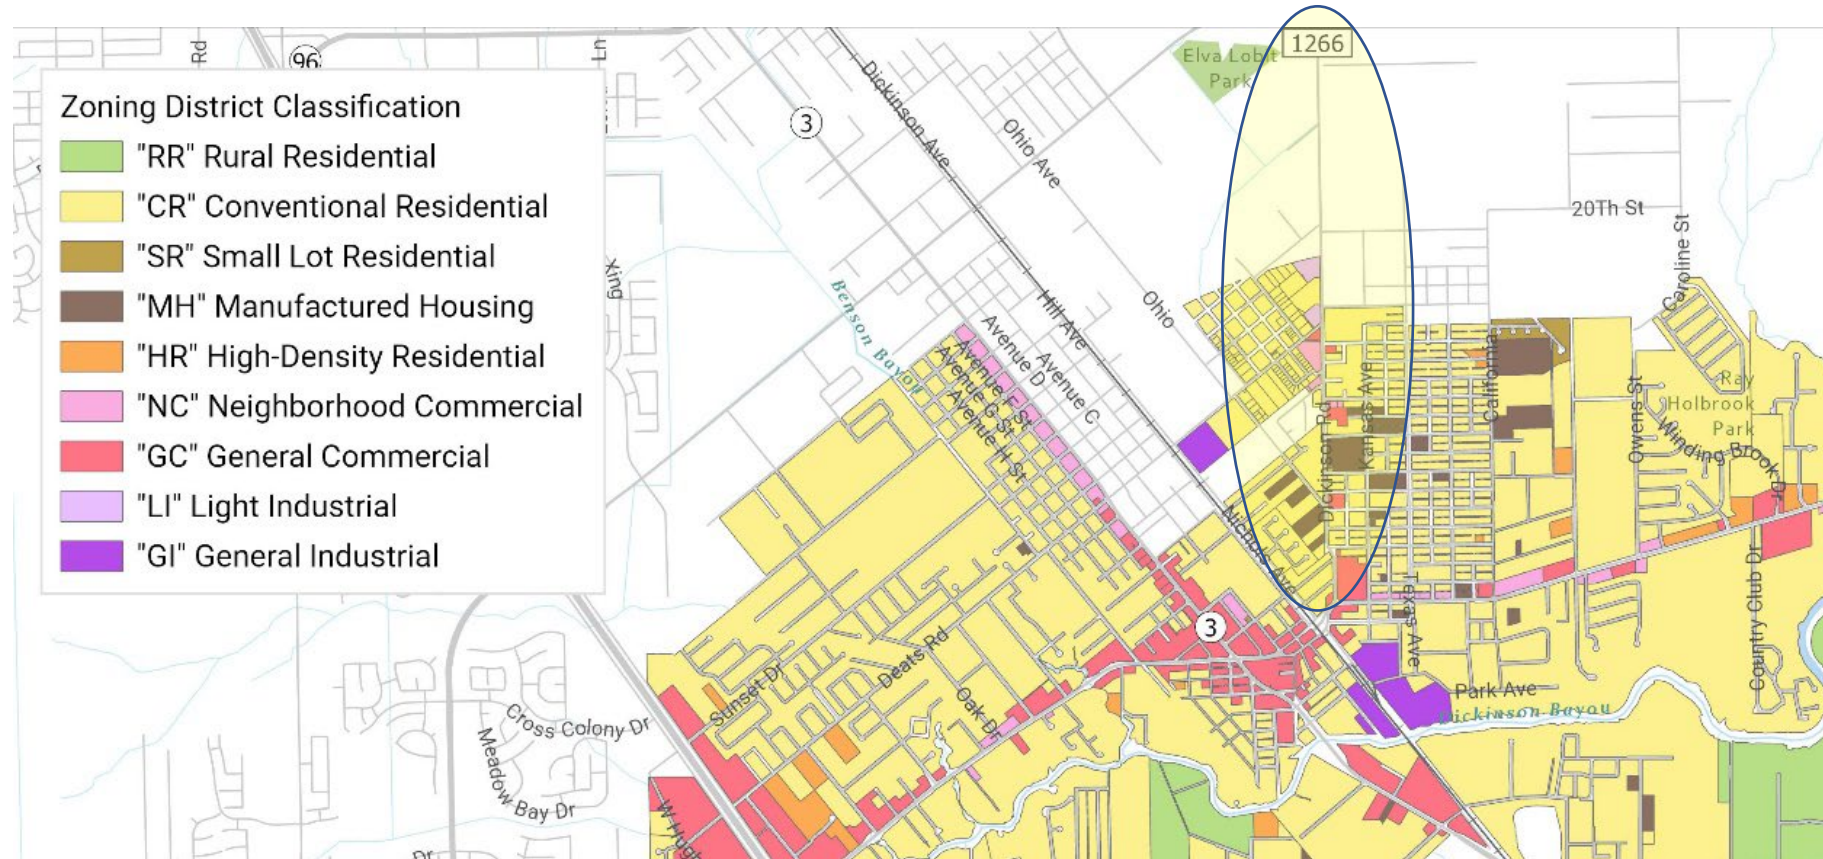 Rd
96
Ln
1266
Elva Lobit
Park
Zoning District Classification
"RR" Rural Residential
"CR" Conventional Residential
"SR" Small Lot Residential
"MH" Manufactured Housing
"HR" High-Density Residential
"NC" Neighborhood Commercial
"GC" General Commercial
"LI" Light Industrial
"GI" General Industrial
3
Dickinson Ave
Ohio Ave
20Th St
Caroline St
King
Benson Bayou
Hill Ave
Ohio
Avenue D
Avenue C
Avenue F St
Avenue G St
Avenue H St
California
Kansas Ave
Dickinson Rd
Ray
Holbrook
Park
Owens St
Winding Brook Dr
Nichols Ave
Texas Ave
Country Club Dr
3
Deats Rd
Sunset Dr
Oak Dr
Park Ave
Dickinson Bayou
Cross Colony Dr
Meadow Bay Dr
Dr